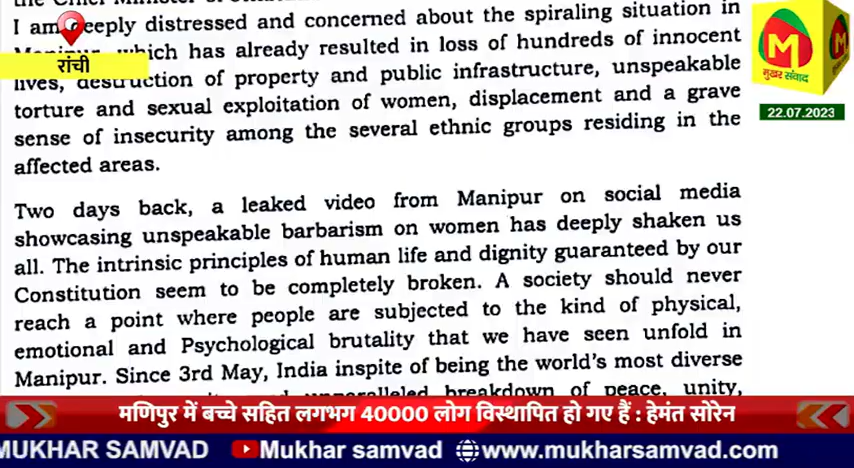 the Chief Minister
I am deeply distressed and concerned about the spiraling situation in
Manipur, which has already resulted in loss of hundreds of innocent
रांची
lives, destruction of property and public infrastructure, unspeakable
torture and sexual exploitation of women, displacement and a grave
sense of insecurity among the several ethnic groups residing in the
affected areas.
Two days back, a leaked video from Manipur on social media
showcasing unspeakable barbarism on women has deeply shaken us
all. The intrinsic principles of human life and dignity guaranteed by our
Constitution seem to be completely broken. A society should never
reach a point where people are subjected to the kind of physical,
emotional and Psychological brutality that we have seen unfold in
Manipur. Since 3rd May, India inspite of being the world's most diverse
unparalleled breakdown of peace, unity,
M
मुखर संवाद
22.07.2023
मणिपुर में बच्चे सहित लगभग 40000 लोग विस्थापित हो गए हैं : हेमंत सोरेन
MUKHAR SAMVAD Mukhar samvad www.mukharsamvad.com